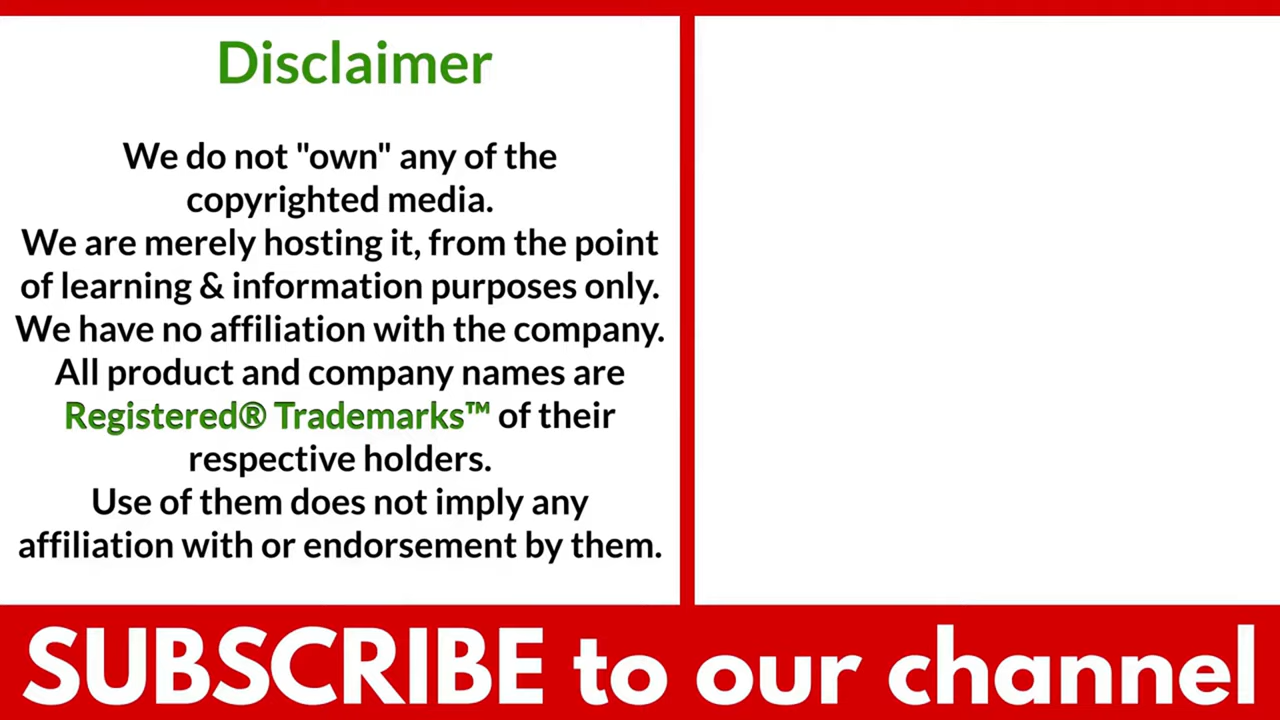 Disclaimer
We do not "own" any of the
copyrighted media.
We are merely hosting it, from the point
of learning & information purposes only.
We have no affiliation with the company.
All product and company names are
Registered® Trademarks™ of their
respective holders.
Use of them does not imply any
affiliation with or endorsement by them.
SUBSCRIBE to our channel